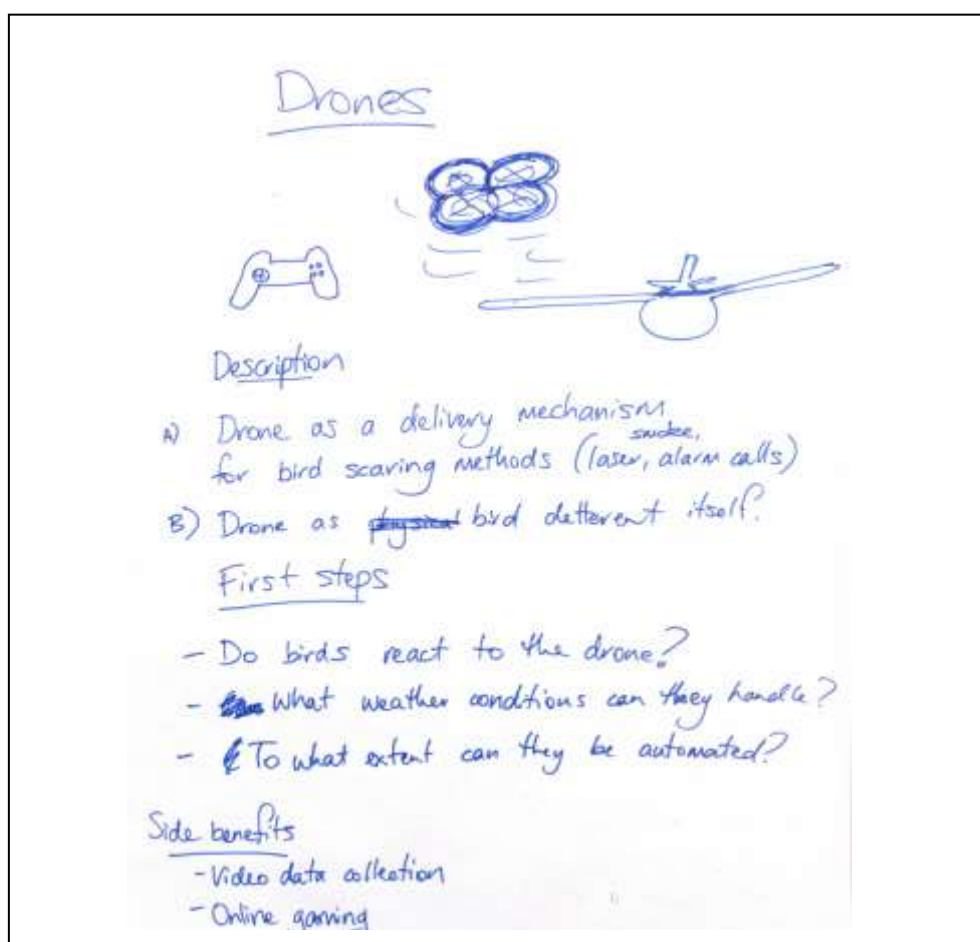 Drones
Description
A) Drone as a delivery mechanism
smoke,
for bird scaring methods (laser, alarm calls)
B) Drone as bird detterent itself?
First steps
- Do birds react to the drone?
- What weather conditions can they handle?
- To what extent can they be automated?
Side benefits
- Video data collection
- Online gaming